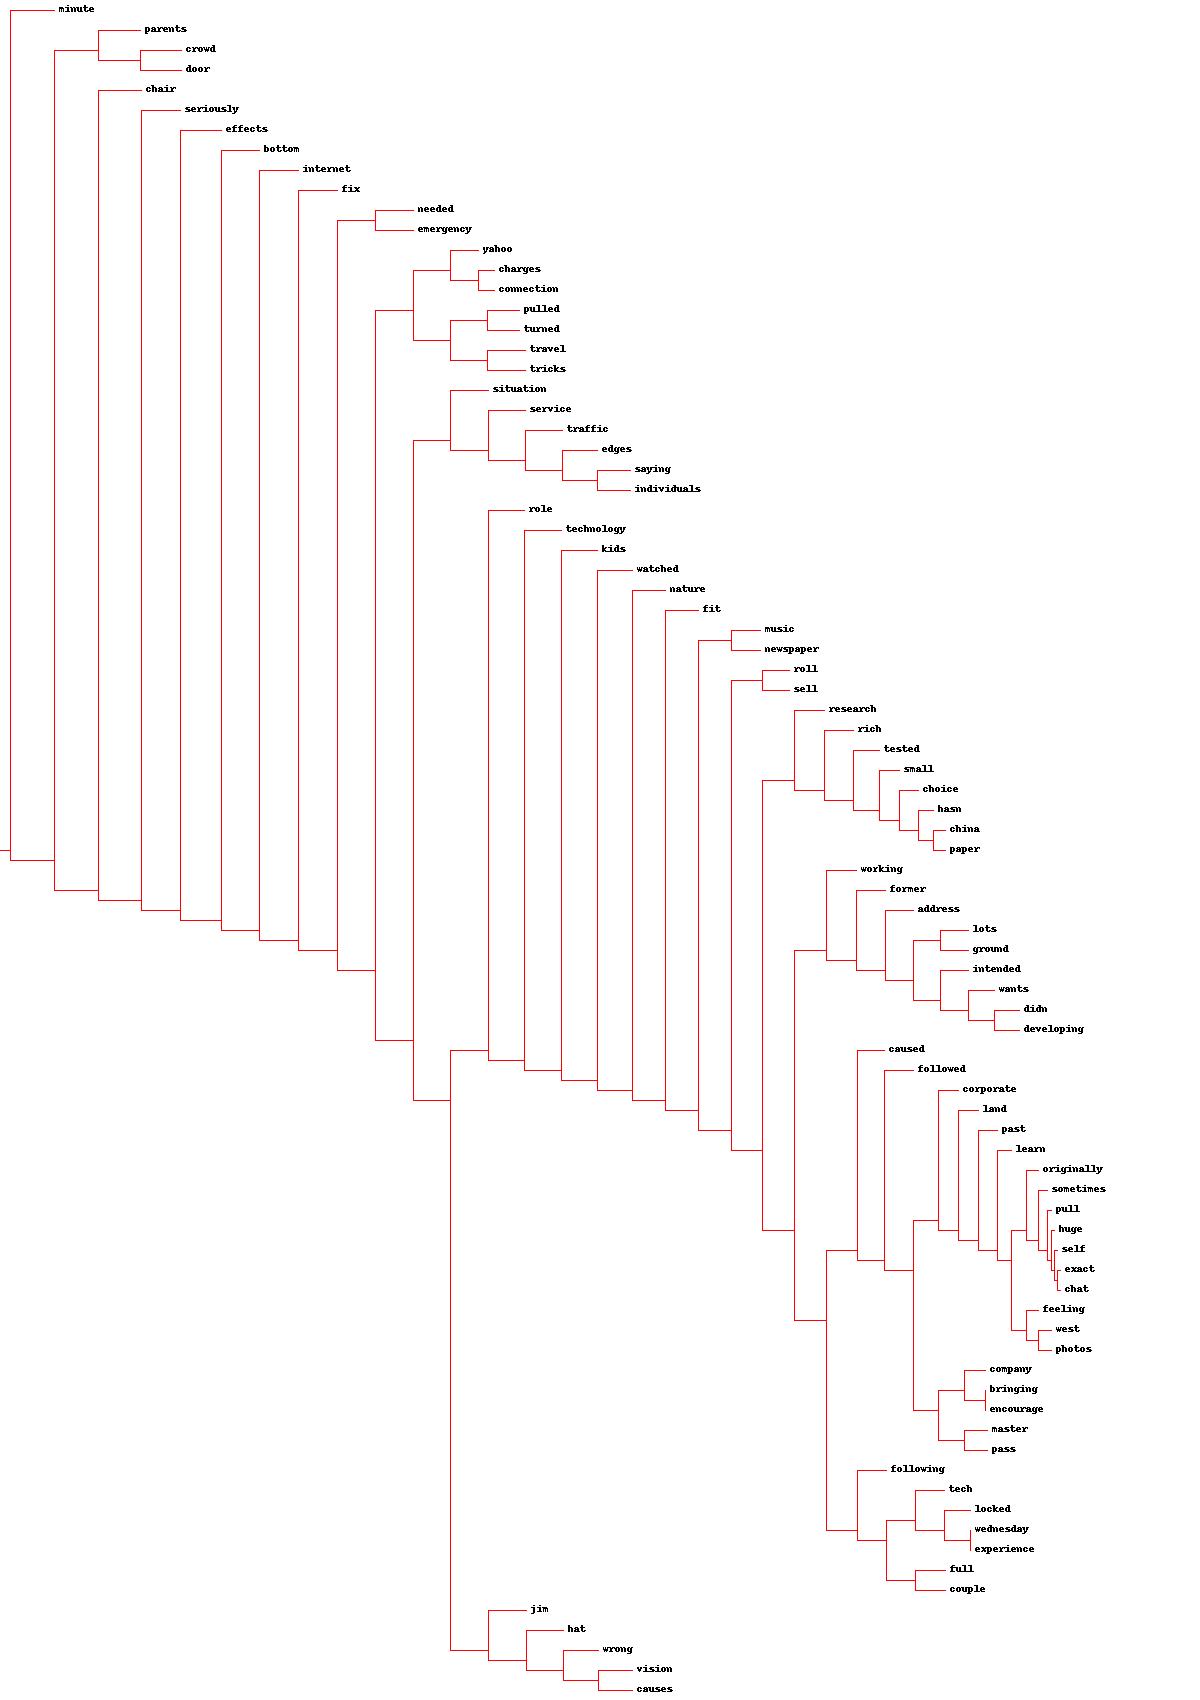 minute
parents
crowd
door
chair
seriously
effects
bottom
internet
fix
needed
emergency
yahoo
charges
connection
pulled
turned
travel
tricks
situation
service
traffic
edges
saying
individuals
role
technology
kids
watched
nature
fit
music
newspaper
roll
sell
research
rich
tested
small
choice
hasn
china
paper
working
former
address
lots
ground
intended
wants
didn
developing
caused
followed
corporate
land
past
learn
originally
sometimes
pull
huge
self
exact
chat
feeling
west
photos
company
bringing
encourage
master
pass
following
tech
locked
wednesday
experience
full
couple
jim
hat
wrong
vision
causes